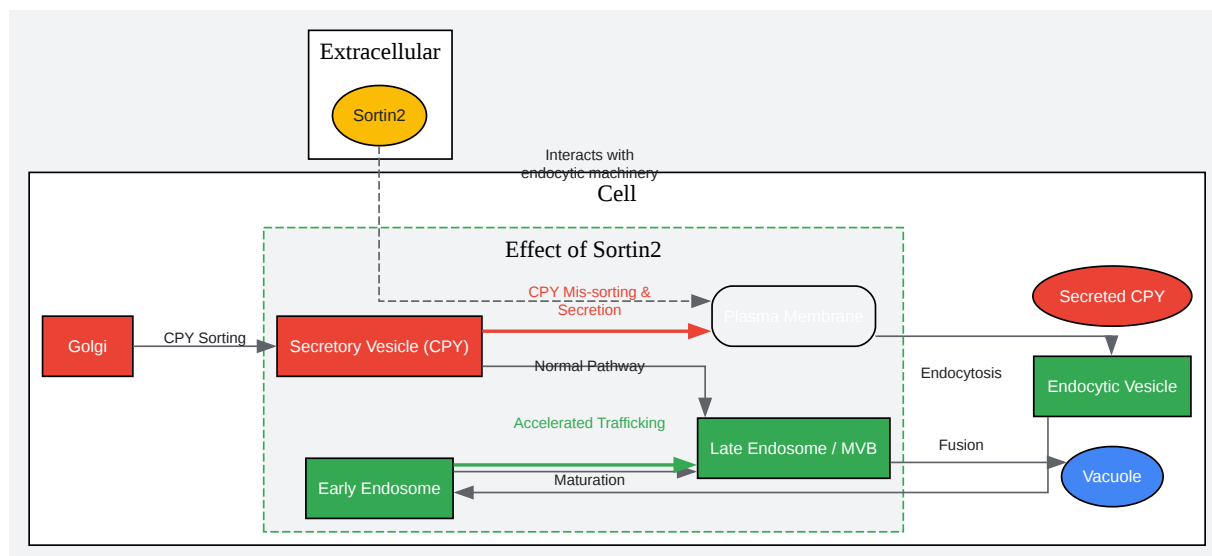 Extracellular
Sortin2
Interacts with
endocytic machinery
Cell
Effect of Sortin2
CPY Mis-sorting &
Secretion
Plasma Membrane
Secreted CPY
Golgi
CPY Sorting
Secretory Vesicle (CPY)
Normal Pathway
Endocytosis
Endocytic Vesicle
Accelerated Trafficking
Late Endosome / MVB
Fusion
Vacuole
Early Endosome
Maturation